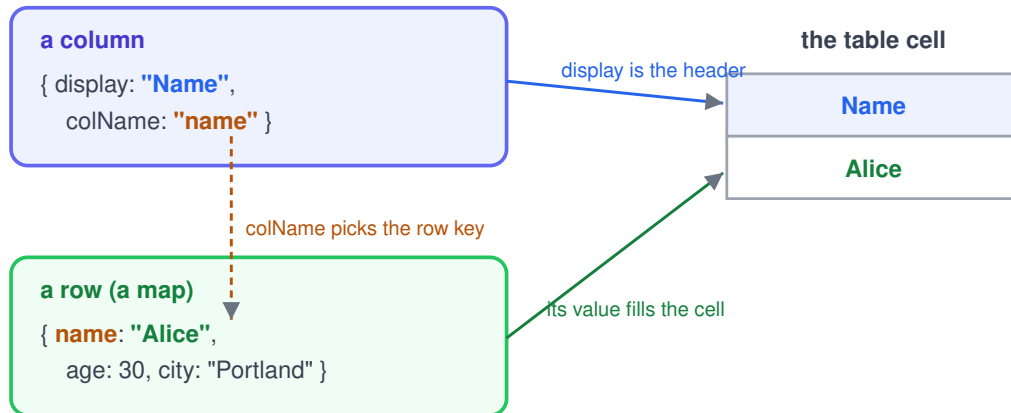 a column
{ display: "Name",
colName: "name" }
display is the header
the table cell
Name
Alice
colName picks the row key
a row (a map)
{ name: "Alice",
age: 30, city: "Portland" }
its value fills the cell